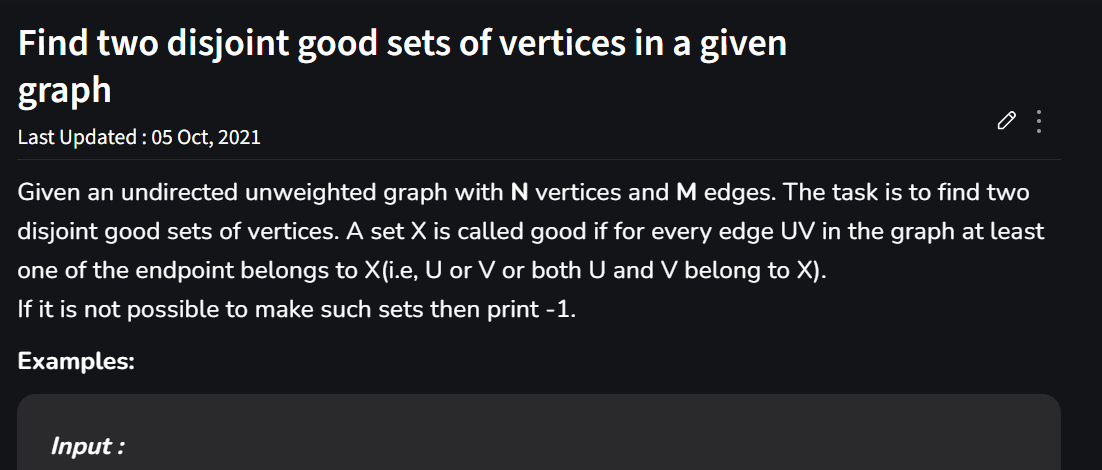 Find two disjoint good sets of vertices in a given
graph
Last Updated : 05 Oct, 2021
Given an undirected unweighted graph with N vertices and M edges. The task is to find two
disjoint good sets of vertices. A set X is called good if for every edge UV in the graph at least
one of the endpoint belongs to X(i.e, U or V or both U and V belong to X).
If it is not possible to make such sets then print -1.
Examples:
Input :